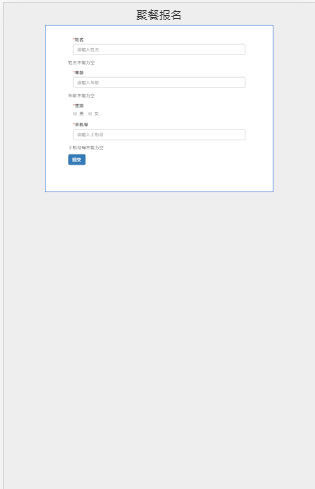 聚餐报名
*姓名
请输入姓名
姓名不能为空
*年龄
请输入年龄
年龄不能为空
*性别
男 女
*手机号
请输入手机号
手机号码不能为空
提交